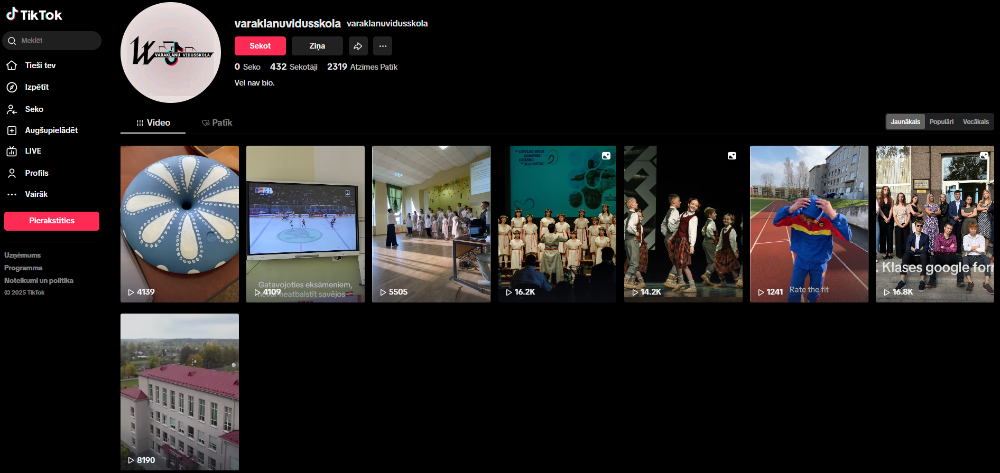 TikTok
Meklēt
Tieši tev
Izpētīt
Seko
Augšupielādēt
LIVE
Profils
Vairāk
Pierakstīties
Uzņēmums
Programma
Noteikumi un politika
© 2025 TikTok
VARAKĻĀNU VIDUSSKOLA
varaklanuvidusskola varaklanuvidusskola
Sekot Ziņa
0 Seko 432 Sekotāji 2319 Atzīmes Patīk
Vēl nav bio.
Video Patīk
Jaunākais Populāri Vecākais
4139
Gatavojoties eksāmeniem,
nevar neatbalstīt savējos
4109
5505
LATVIJAS SKOLU
JAUNATNES
DZIESMU
UN DEJU SVĒTKI
16.2K
14.2K
Rate the fit
1241
. Klases google for
16.8K
8190